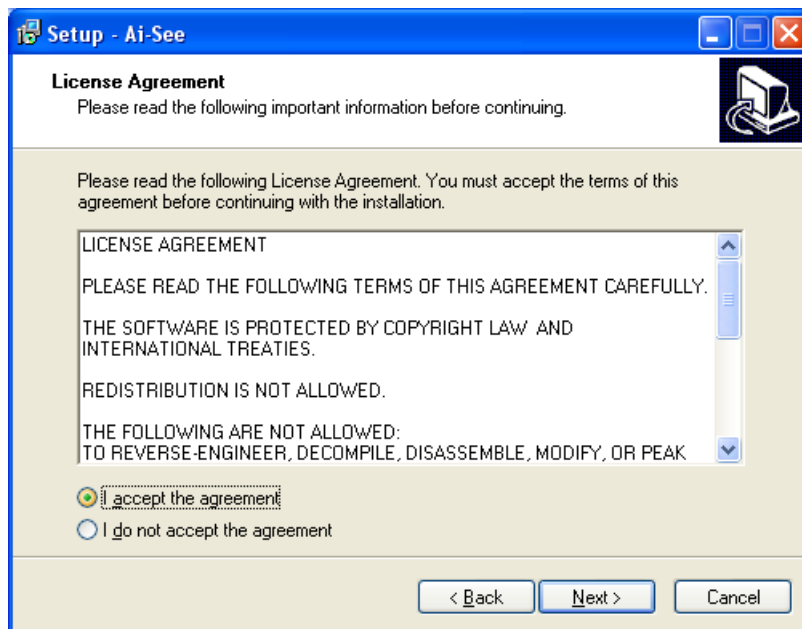 Setup - Ai-See
License Agreement
Please read the following important information before continuing.
Please read the following License Agreement. You must accept the terms of this
agreement before continuing with the installation.
LICENSE AGREEMENT
PLEASE READ THE FOLLOWING TERMS OF THIS AGREEMENT CAREFULLY.
THE SOFTWARE IS PROTECTED BY COPYRIGHT LAW AND
INTERNATIONAL TREATIES.
REDISTRIBUTION IS NOT ALLOWED.
THE FOLLOWING ARE NOT ALLOWED:
TO REVERSE-ENGINEER, DECOMPILE, DISASSEMBLE, MODIFY, OR PEAK
I accept the agreement
I do not accept the agreement
< Back Next > Cancel